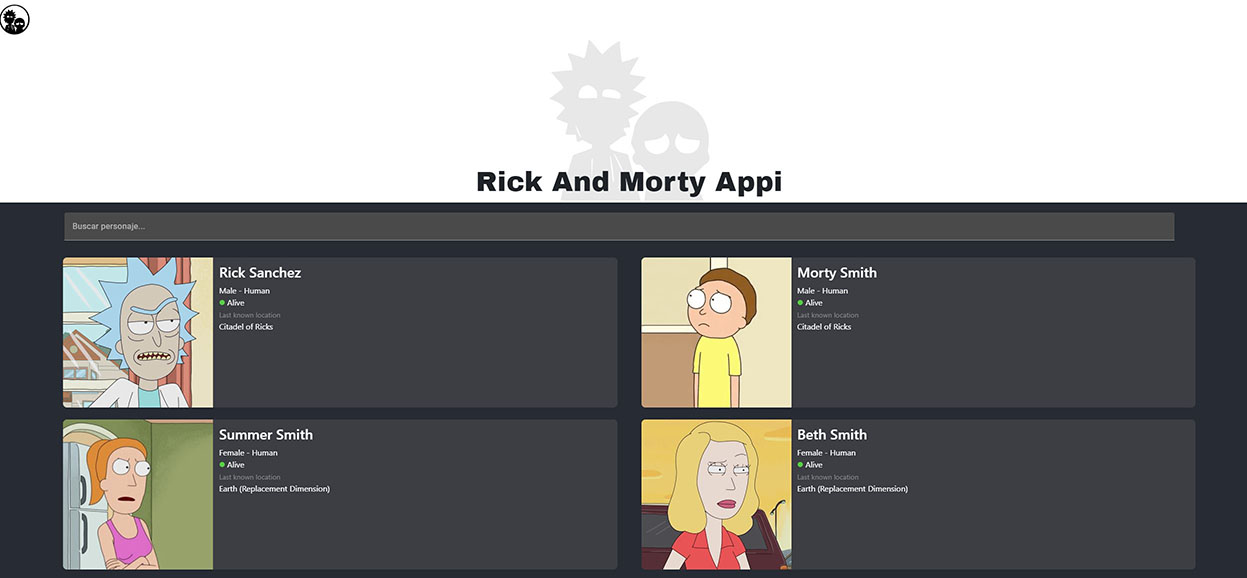 Rick And Morty Appi
Buscar personaje...
Rick Sanchez
Male - Human
Alive
Last known location
Citadel of Ricks
Morty Smith
Male - Human
Alive
Last known location
Citadel of Ricks
Summer Smith
Female - Human
Alive
Last known location
Earth (Replacement Dimension)
Beth Smith
Female - Human
Alive
Last known location
Earth (Replacement Dimension)